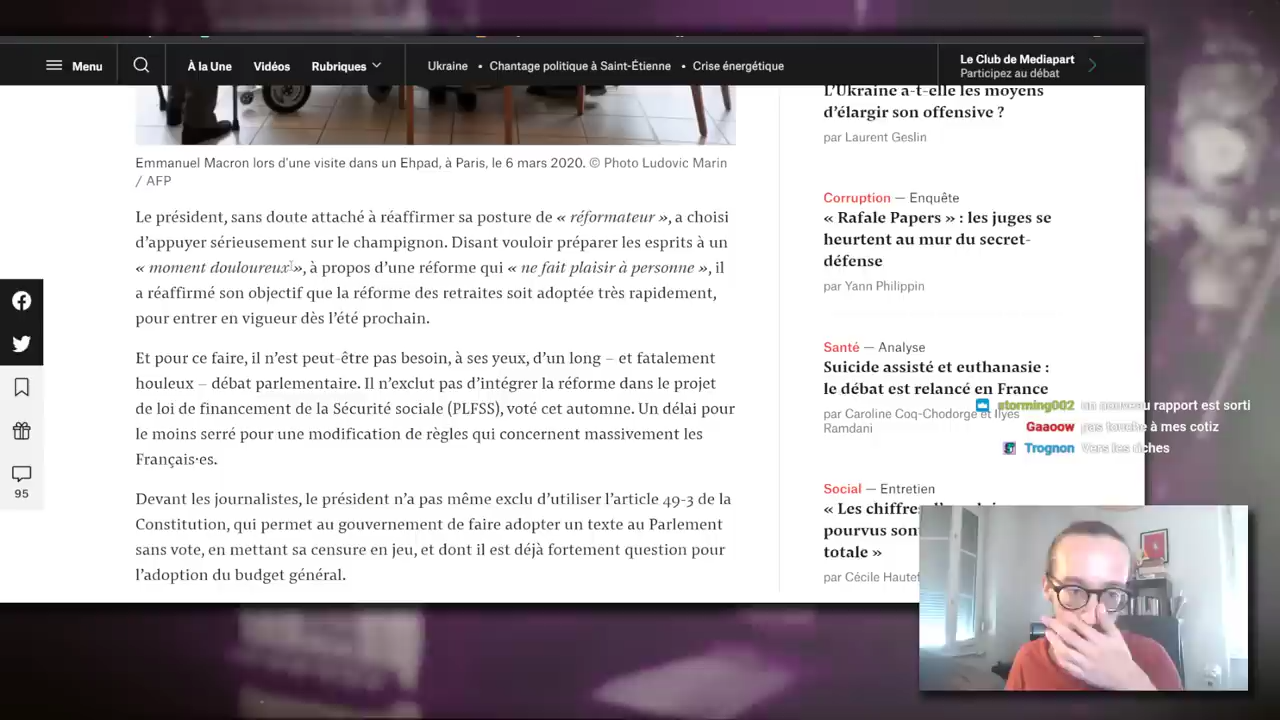 Menu
À la Une
Vidéos
Rubriques
Ukraine • Chantage politique à Saint-Étienne • Crise énergétique
Le Club de Mediapart
Participez au débat
Emmanuel Macron lors d'une visite dans un Ehpad, à Paris, le 6 mars 2020. © Photo Ludovic Marin
/ AFP
Le président, sans doute attaché à réaffirmer sa posture de « réformateur », a choisi
d’appuyer sérieusement sur le champignon. Disant vouloir préparer les esprits à un
« moment douloureux », à propos d’une réforme qui « ne fait plaisir à personne », il
a réaffirmé son objectif que la réforme des retraites soit adoptée très rapidement,
pour entrer en vigueur dès l’été prochain.
Et pour ce faire, il n’est peut-être pas besoin, à ses yeux, d’un long – et fatalement
houleux – débat parlementaire. Il n’exclut pas d’intégrer la réforme dans le projet
de loi de financement de la Sécurité sociale (PLFSS), voté cet automne. Un délai pour
le moins serré pour une modification de règles qui concernent massivement les
Français·es.
Devant les journalistes, le président n’a pas même exclu d’utiliser l’article 49-3 de la
Constitution, qui permet au gouvernement de faire adopter un texte au Parlement
sans vote, en mettant sa censure en jeu, et dont il est déjà fortement question pour
l’adoption du budget général.
95
L’Ukraine a-t-elle les moyens
d’élargir son offensive ?
par Laurent Geslin
Corruption — Enquête
« Rafale Papers » : les juges se
heurtent au mur du secret-
défense
par Yann Philippin
Santé — Analyse
Suicide assisté et euthanasie :
le débat est relancé en France
par Caroline Coq-Chodorge et Ilyes
Ramdani
storming002 un nouveau rapport est sorti
Gaaoow pas touche à mes cotiz
Trognon Vers les riches
Social — Entretien
« Les chiffres
pourvus sont
totale »
par Cécile